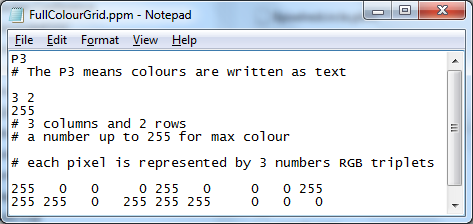 FullColourGrid.ppm - Notepad
File Edit Format View Help
P3
# The P3 means colours are written as text
3 2
255
# 3 columns and 2 rows
# a number up to 255 for max colour
# each pixel is represented by 3 numbers RGB triplets
255   0   0     0 255   0     0   0 255
255 255   0   255 255 255     0   0   0